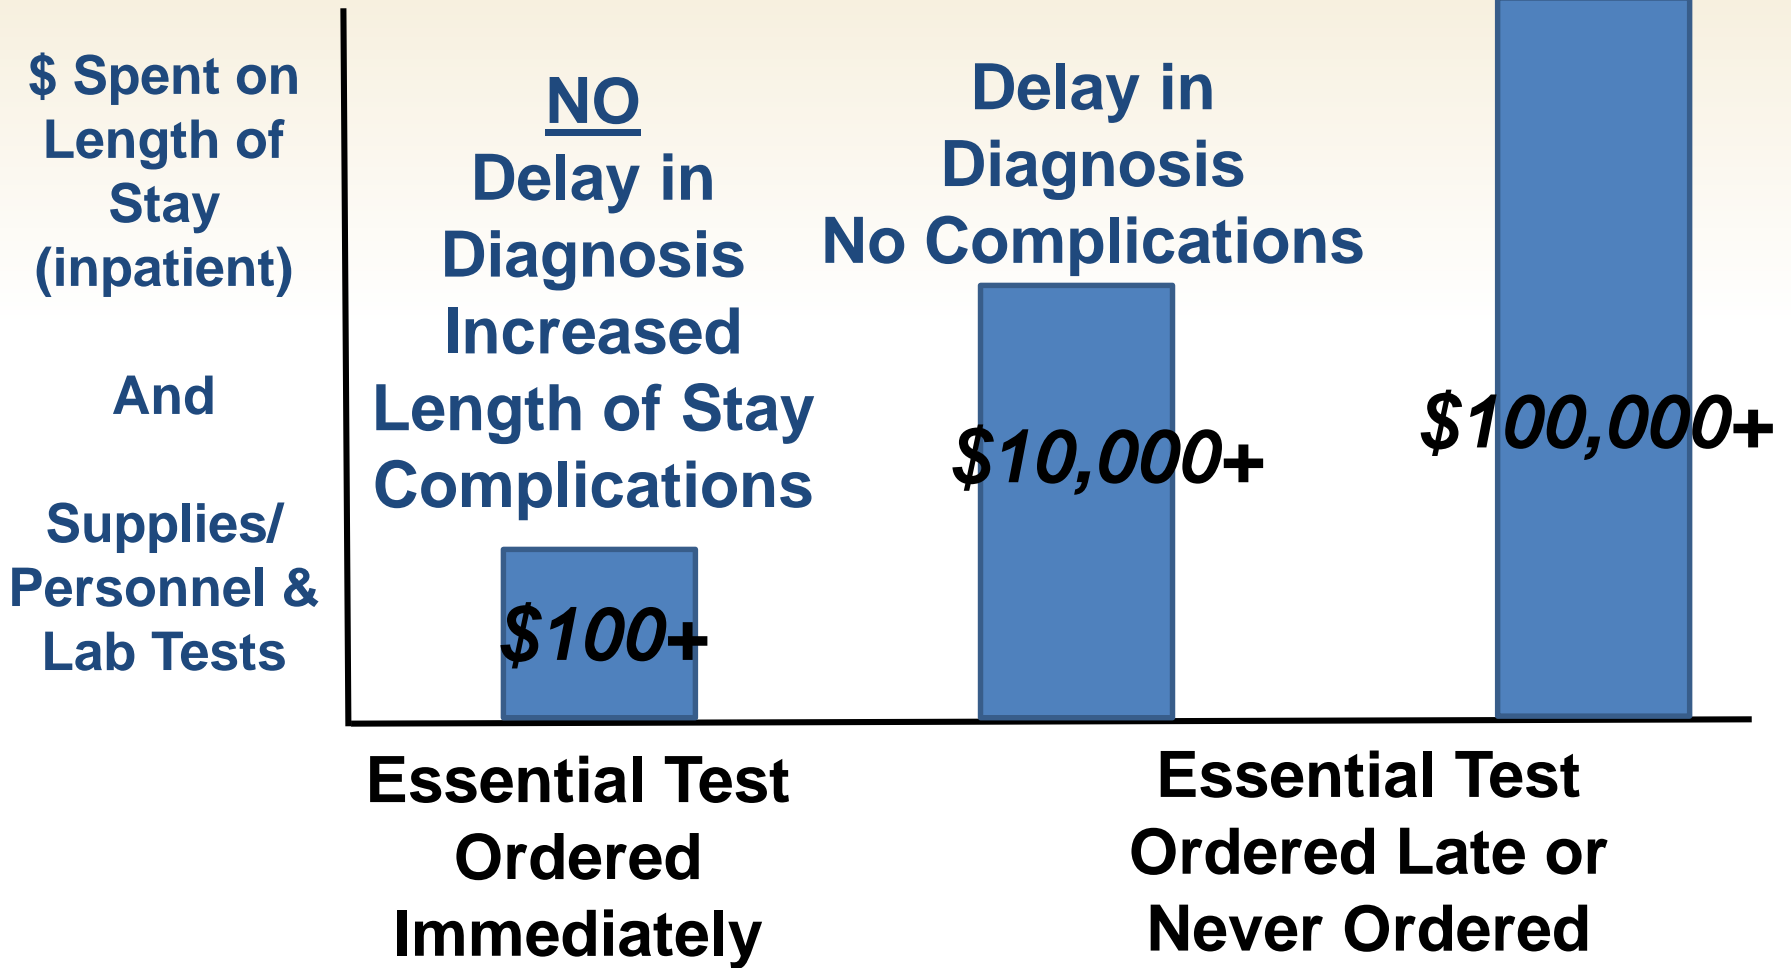 $ Spent on
Length of
Stay
(inpatient)
And
Supplies/
Personnel &
Lab Tests
NO
Delay in
Diagnosis
Increased
Length of Stay
Complications
$100+
Delay in
Diagnosis
No Complications
$10,000+
$100,000+
Essential Test
Ordered
Immediately
Essential Test
Ordered Late or
Never Ordered